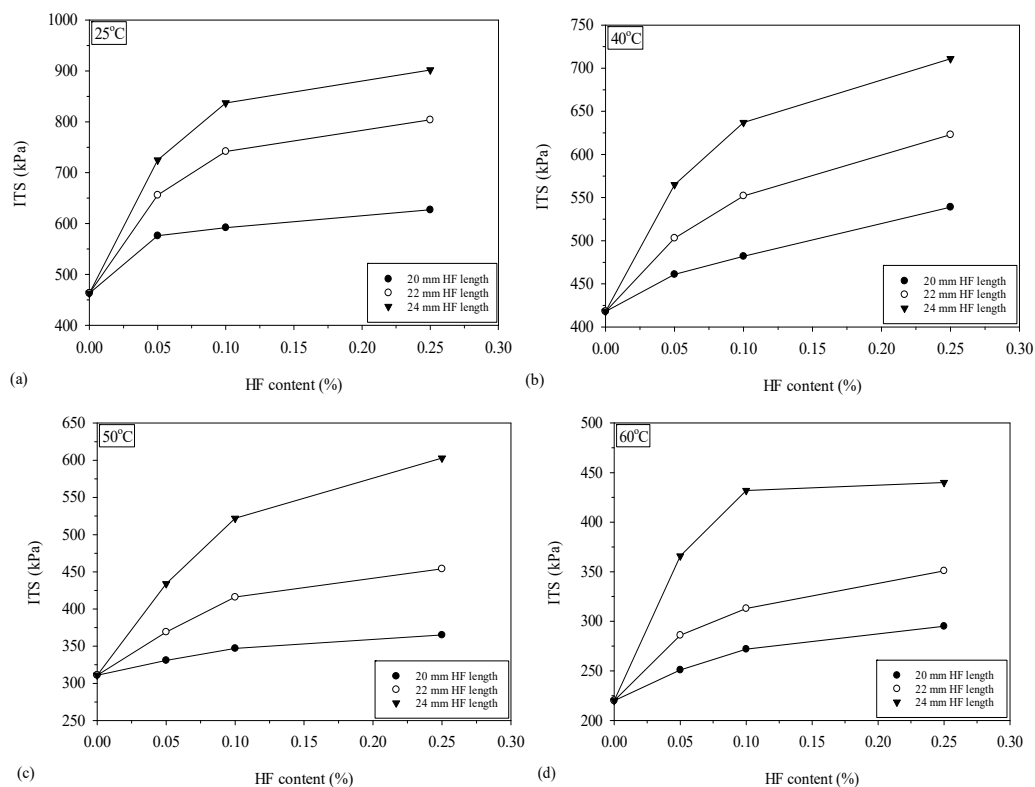 25°C
1000
900
800
700
600
500
400
ITS (kPa)
20 mm HF length
22 mm HF length
24 mm HF length
0.00 0.05 0.10 0.15 0.20 0.25 0.30
HF content (%)
(a)
40°C
750
700
650
600
550
500
450
400
ITS (kPa)
20 mm HF length
22 mm HF length
24 mm HF length
0.00 0.05 0.10 0.15 0.20 0.25 0.30
HF content (%)
(b)
50°C
650
600
550
500
450
400
350
300
250
ITS (kPa)
20 mm HF length
22 mm HF length
24 mm HF length
0.00 0.05 0.10 0.15 0.20 0.25 0.30
HF content (%)
(c)
60°C
500
450
400
350
300
250
200
ITS (kPa)
20 mm HF length
22 mm HF length
24 mm HF length
0.00 0.05 0.10 0.15 0.20 0.25 0.30
HF content (%)
(d)